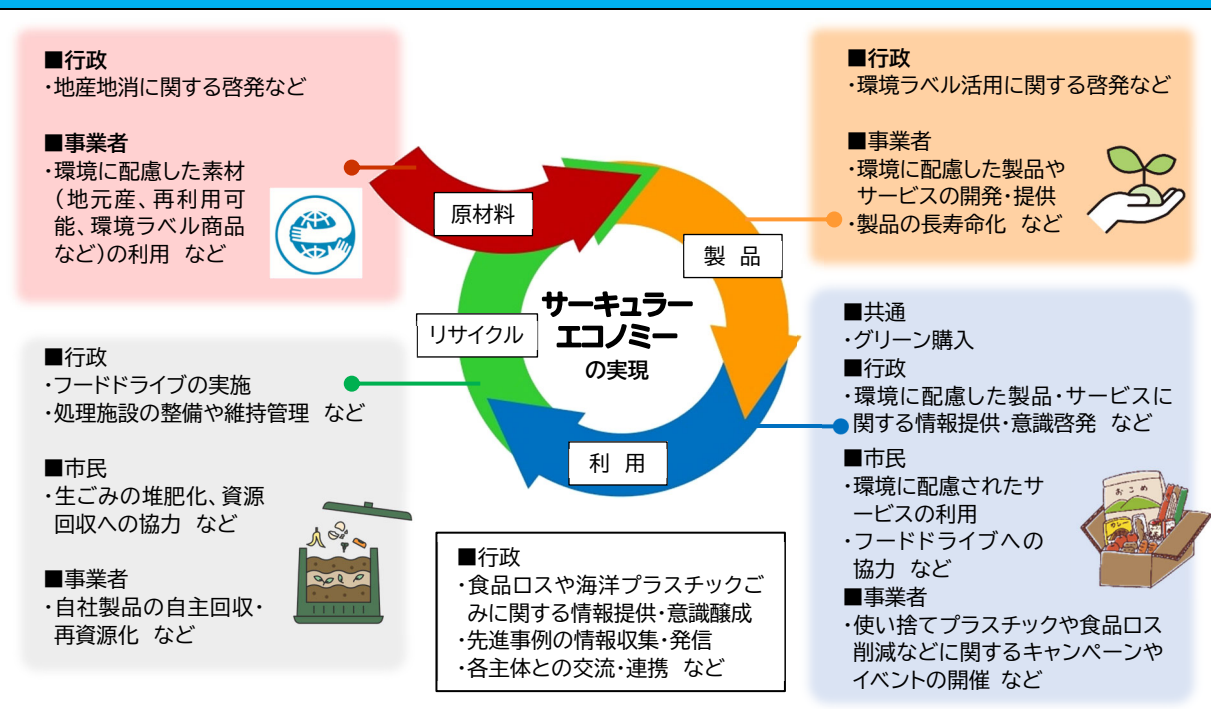 ■行政
・地産地消に関する啓発など
■事業者
・環境に配慮した素材
（地元産、再利用可
能、環境ラベル商品
など）の利用　など
■行政
・環境ラベル活用に関する啓発など
■事業者
・環境に配慮した製品や
サービスの開発・提供
・製品の長寿命化　など
原材料
製　品
リサイクル
利　用
サーキュラー
エコノミー
の実現
■行政
・フードドライブの実施
・処理施設の整備や維持管理　など
■市民
・生ごみの堆肥化、資源
回収への協力　など
■事業者
・自社製品の自主回収・
再資源化　など
■行政
・食品ロスや海洋プラスチックご
みに関する情報提供・意識醸成
・先進事例の情報収集・発信
・各主体との交流・連携　など
■共通
・グリーン購入
■行政
・環境に配慮した製品・サービスに
関する情報提供・意識啓発　など
■市民
・環境に配慮されたサ
ービスの利用
・フードドライブへの
協力　など
■事業者
・使い捨てプラスチックや食品ロス
削減などに関するキャンペーンや
イベントの開催　など
おこめ
カレー